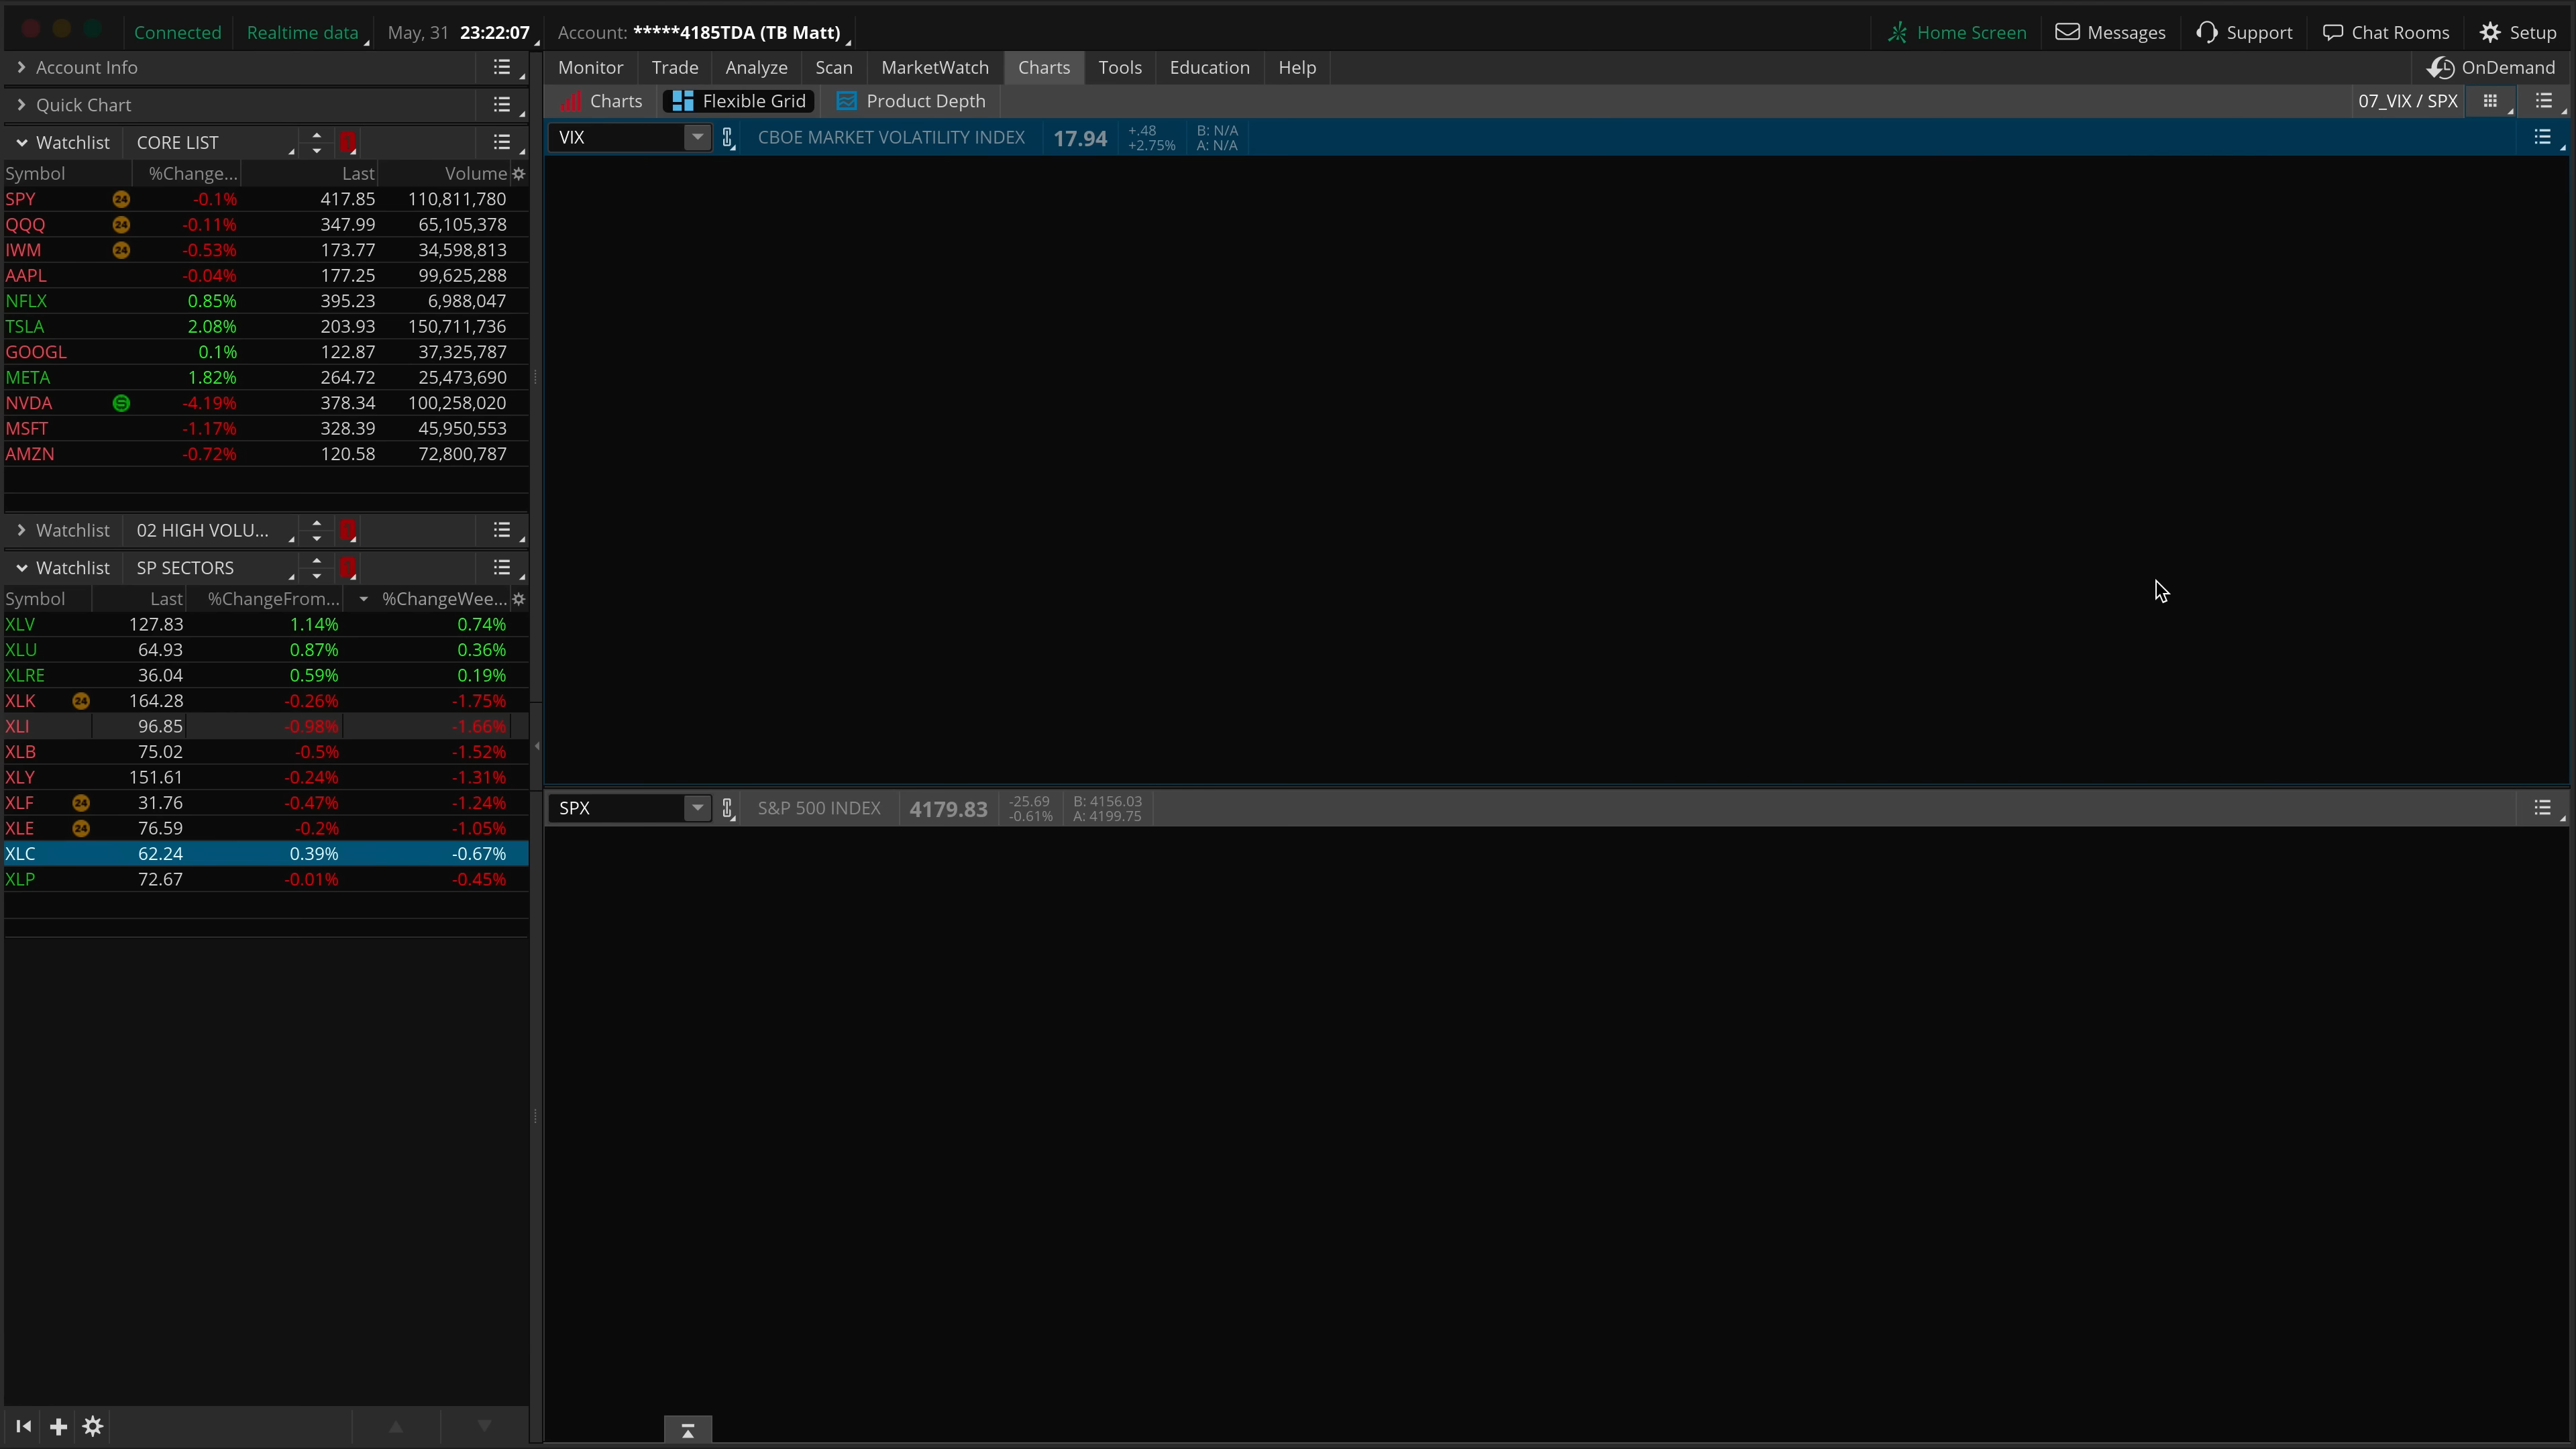 Connected Realtime data May, 31 23:22:07 Account: *****4185TDA (TB Matt) Home Screen Messages Support Chat Rooms Setup
Account Info
Monitor Trade Analyze Scan MarketWatch Charts Tools Education Help OnDemand
Quick Chart
Charts Flexible Grid Product Depth 07_VIX / SPX
Watchlist CORE LIST 1
VIX CBOE MARKET VOLATILITY INDEX 17.94 +.48 B: N/A
+2.75% A: N/A
Symbol %Change... Last Volume
SPY 24 -0.1% 417.85 110,811,780
QQQ 24 -0.11% 347.99 65,105,378
IWM 24 -0.53% 173.77 34,598,813
AAPL -0.04% 177.25 99,625,288
NFLX 0.85% 395.23 6,988,047
TSLA 2.08% 203.93 150,711,736
GOOGL 0.1% 122.87 37,325,787
META 1.82% 264.72 25,473,690
NVDA -4.19% 378.34 100,258,020
MSFT -1.17% 328.39 45,950,553
AMZN -0.72% 120.58 72,800,787
Watchlist 02 HIGH VOLU... 1
Watchlist SP SECTORS 1
Symbol Last %ChangeFrom... %ChangeWee...
XLV 127.83 1.14% 0.74%
XLU 64.93 0.87% 0.36%
XLRE 36.04 0.59% 0.19%
XLK 24 164.28 -0.26% -1.75%
XLI 96.85 -0.98% -1.66%
XLB 75.02 -0.5% -1.52%
XLY 151.61 -0.24% -1.31%
XLF 24 31.76 -0.47% -1.24%
XLE 24 76.59 -0.2% -1.05%
XLC 62.24 0.39% -0.67%
XLP 72.67 -0.01% -0.45%
SPX S&P 500 INDEX 4179.83 -25.69 B: 4156.03
-0.61% A: 4199.75